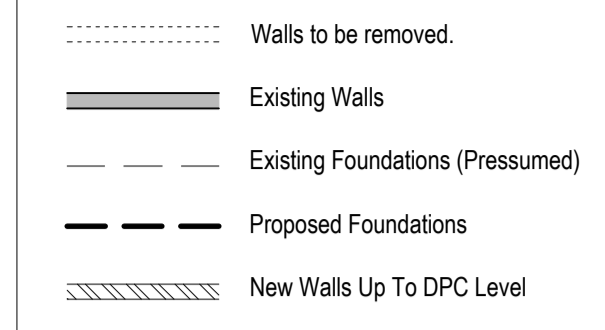 Walls to be removed.
Existing Walls
Existing Foundations (Pressumed)
Proposed Foundations
New Walls Up To DPC Level